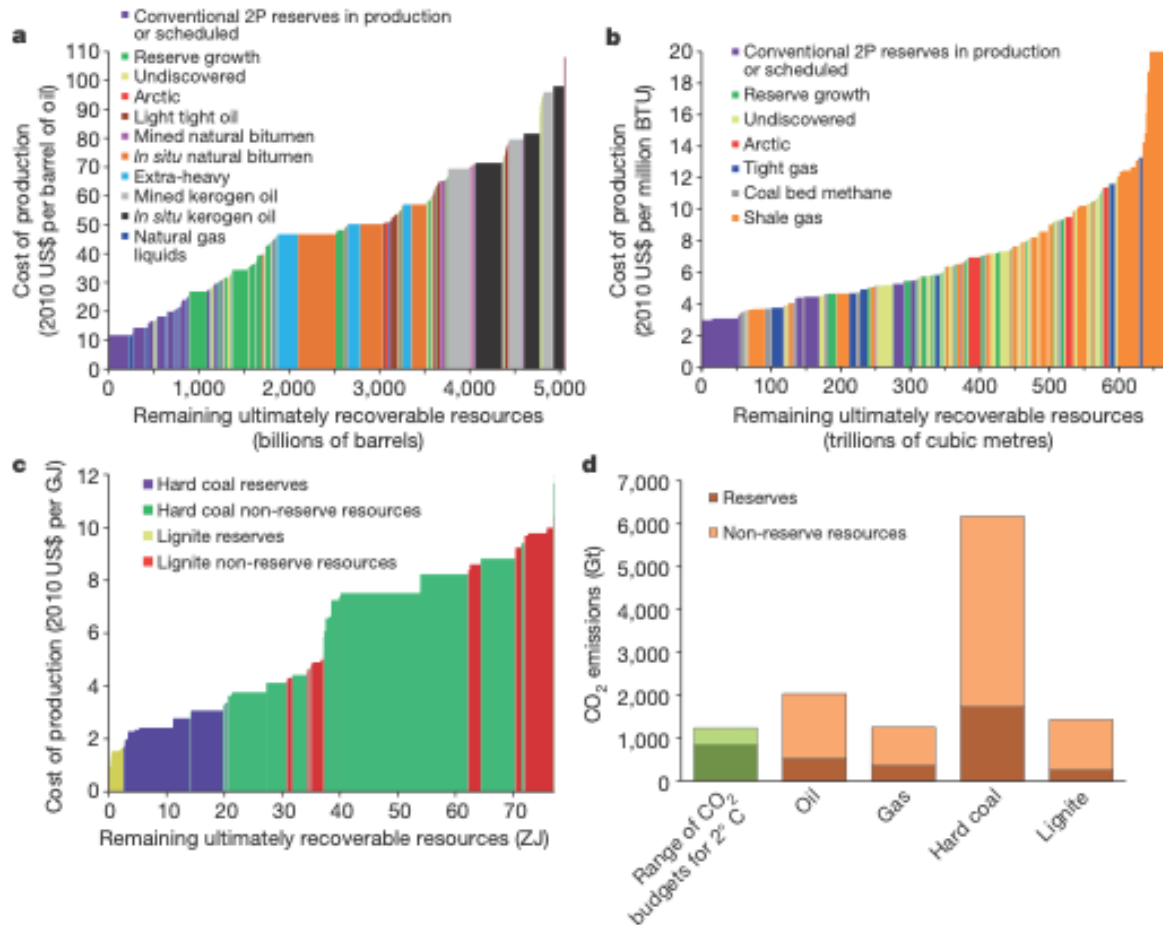 a
Conventional 2P reserves in production
or scheduled
Reserve growth
Undiscovered
Arctic
Light tight oil
Mined natural bitumen
In situ natural bitumen
Extra-heavy
Mined kerogen oil
In situ kerogen oil
Natural gas
liquids
Cost of production
(2010 US$ per barrel of oil)
110
100
90
80
70
60
50
40
30
20
10
0
0 1,000 2,000 3,000 4,000 5,000
Remaining ultimately recoverable resources
(billions of barrels)
b
Conventional 2P reserves in production
or scheduled
Reserve growth
Undiscovered
Arctic
Tight gas
Coal bed methane
Shale gas
Cost of production
(2010 US$ per million BTU)
20
18
16
14
12
10
8
6
4
2
0
0 100 200 300 400 500 600
Remaining ultimately recoverable resources
(trillions of cubic metres)
c
Hard coal reserves
Hard coal non-reserve resources
Lignite reserves
Lignite non-reserve resources
Cost of production (2010 US$ per GJ)
12
10
8
6
4
2
0
0 10 20 30 40 50 60 70
Remaining ultimately recoverable resources (ZJ)
d
Reserves
Non-reserve resources
CO2 emissions (Gt)
7,000
6,000
5,000
4,000
3,000
2,000
1,000
0
Range of CO2
budgets for 2° C
Oil
Gas
Hard coal
Lignite